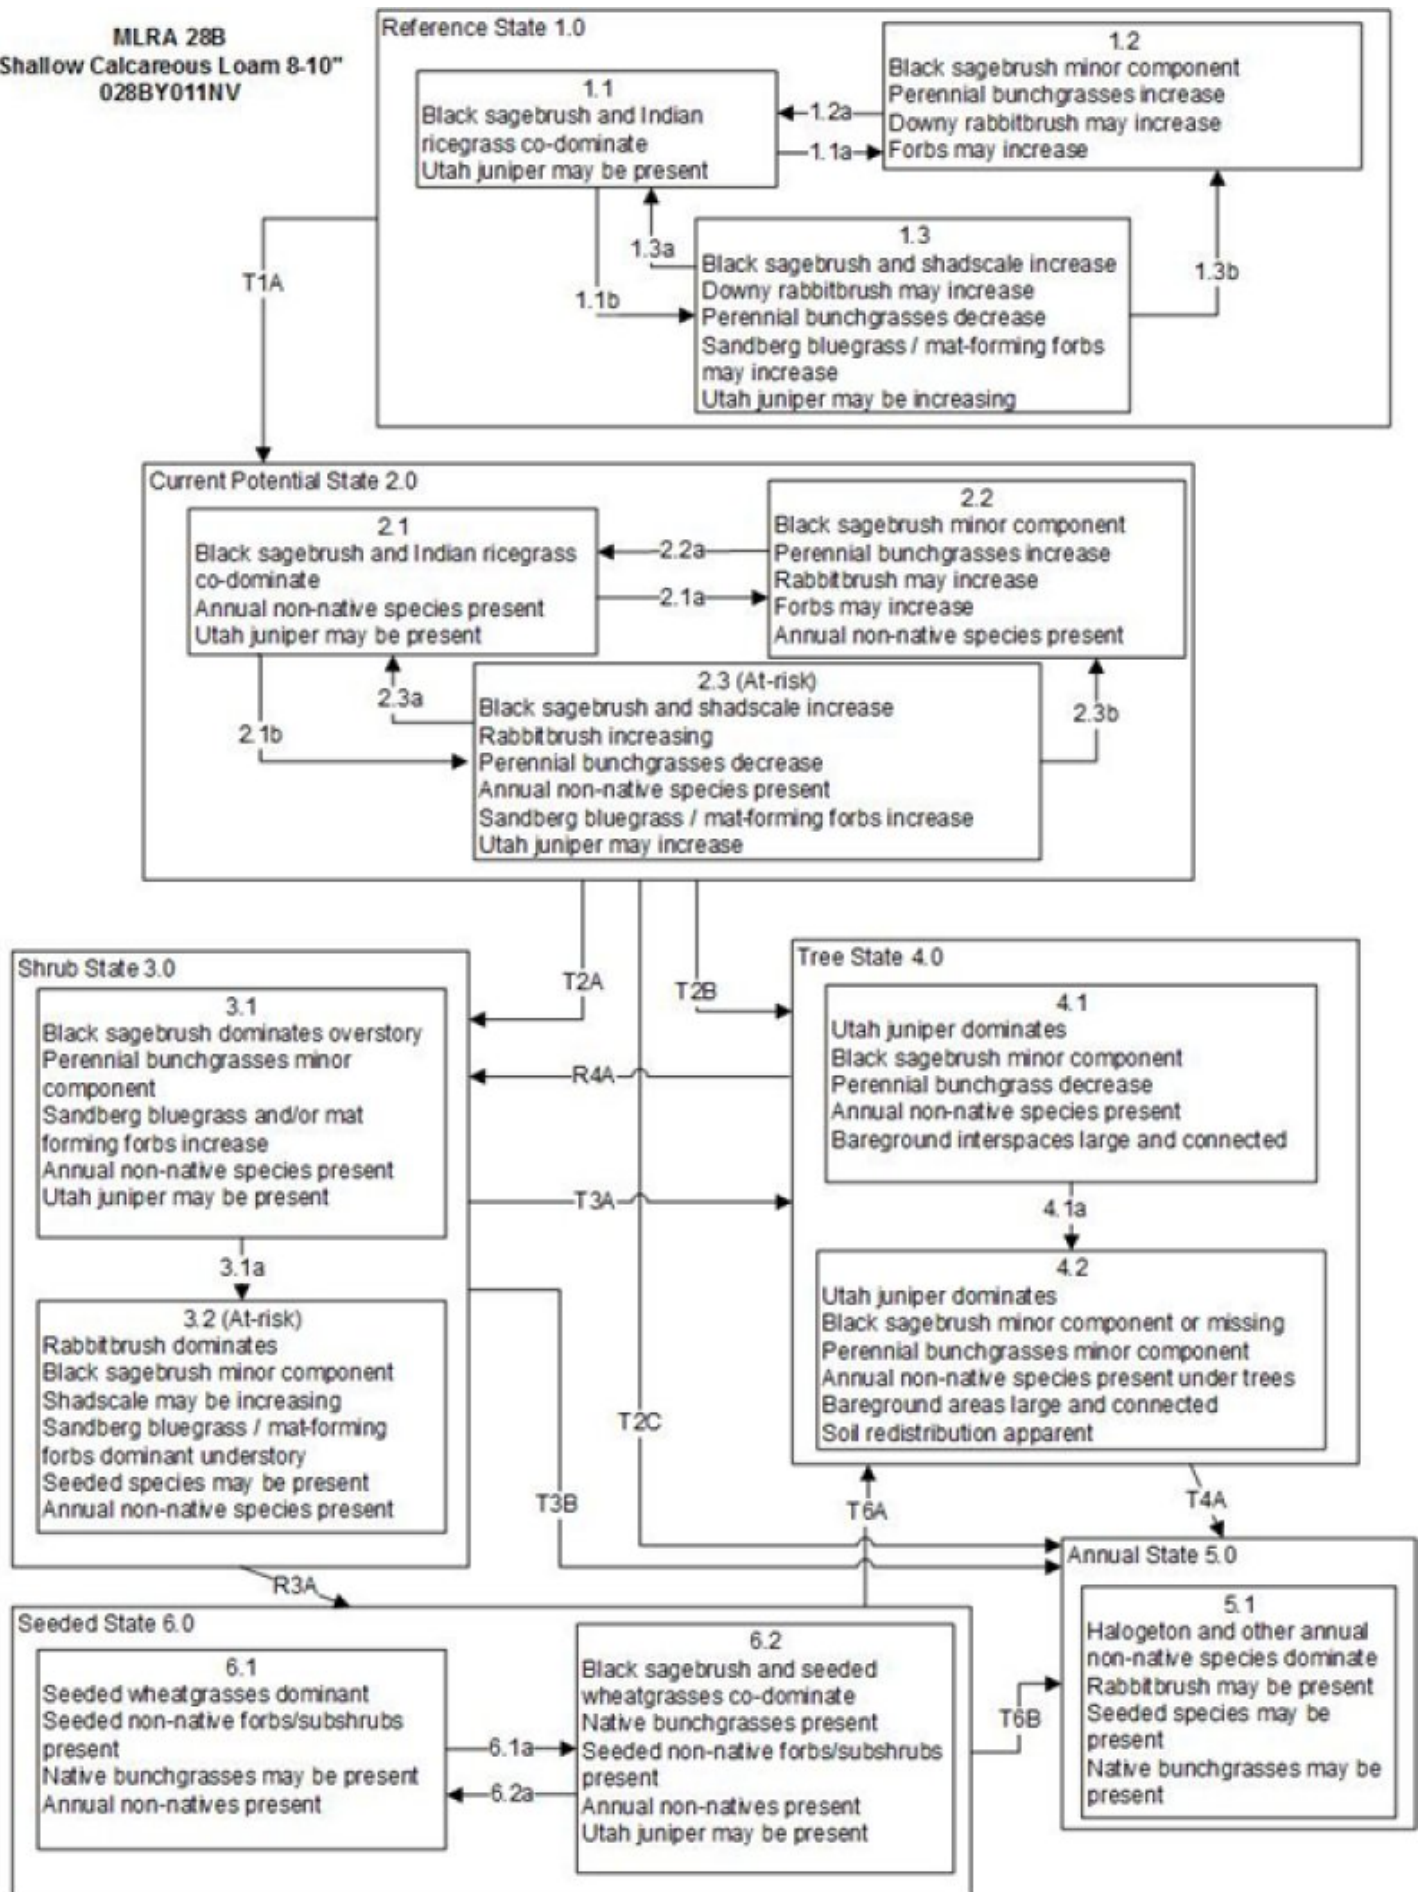 MLRA 28B
Shallow Calcareous Loam 8-10"
028BY011NV
Reference State 1.0
1.1
Black sagebrush and Indian
ricegrass co-dominate
Utah juniper may be present
1.2a
1.1a
1.2
Black sagebrush minor component
Perennial bunchgrasses increase
Downy rabbitbrush may increase
Forbs may increase
1.3a
1.1b
1.3
Black sagebrush and shadscale increase
Downy rabbitbrush may increase
Perennial bunchgrasses decrease
Sandberg bluegrass / mat-forming forbs
may increase
Utah juniper may be increasing
1.3b
T1A
Current Potential State 2.0
2.1
Black sagebrush and Indian ricegrass
co-dominate
Annual non-native species present
Utah juniper may be present
2.2a
2.1a
2.2
Black sagebrush minor component
Perennial bunchgrasses increase
Rabbitbrush may increase
Forbs may increase
Annual non-native species present
2.3a
2.1b
2.3 (At-risk)
Black sagebrush and shadscale increase
Rabbitbrush increasing
Perennial bunchgrasses decrease
Annual non-native species present
Sandberg bluegrass / mat-forming forbs increase
Utah juniper may increase
2.3b
T2A
T2B
Shrub State 3.0
3.1
Black sagebrush dominates overstory
Perennial bunchgrasses minor
component
Sandberg bluegrass and/or mat
forming forbs increase
Annual non-native species present
Utah juniper may be present
3.1a
3.2 (At-risk)
Rabbitbrush dominates
Black sagebrush minor component
Shadscale may be increasing
Sandberg bluegrass / mat-forming
forbs dominant understory
Seeded species may be present
Annual non-native species present
R4A
T3A
T2C
T3B
Tree State 4.0
4.1
Utah juniper dominates
Black sagebrush minor component
Perennial bunchgrass decrease
Annual non-native species present
Bareground interspaces large and connected
4.1a
4.2
Utah juniper dominates
Black sagebrush minor component or missing
Perennial bunchgrasses minor component
Annual non-native species present under trees
Bareground areas large and connected
Soil redistribution apparent
T6A
T4A
R3A
Seeded State 6.0
6.1
Seeded wheatgrasses dominant
Seeded non-native forbs/subshrubs
present
Native bunchgrasses may be present
Annual non-natives present
6.1a
6.2a
6.2
Black sagebrush and seeded
wheatgrasses co-dominate
Native bunchgrasses present
Seeded non-native forbs/subshrubs
present
Annual non-natives present
Utah juniper may be present
T6B
Annual State 5.0
5.1
Halogeton and other annual
non-native species dominate
Rabbitbrush may be present
Seeded species may be
present
Native bunchgrasses may be
present